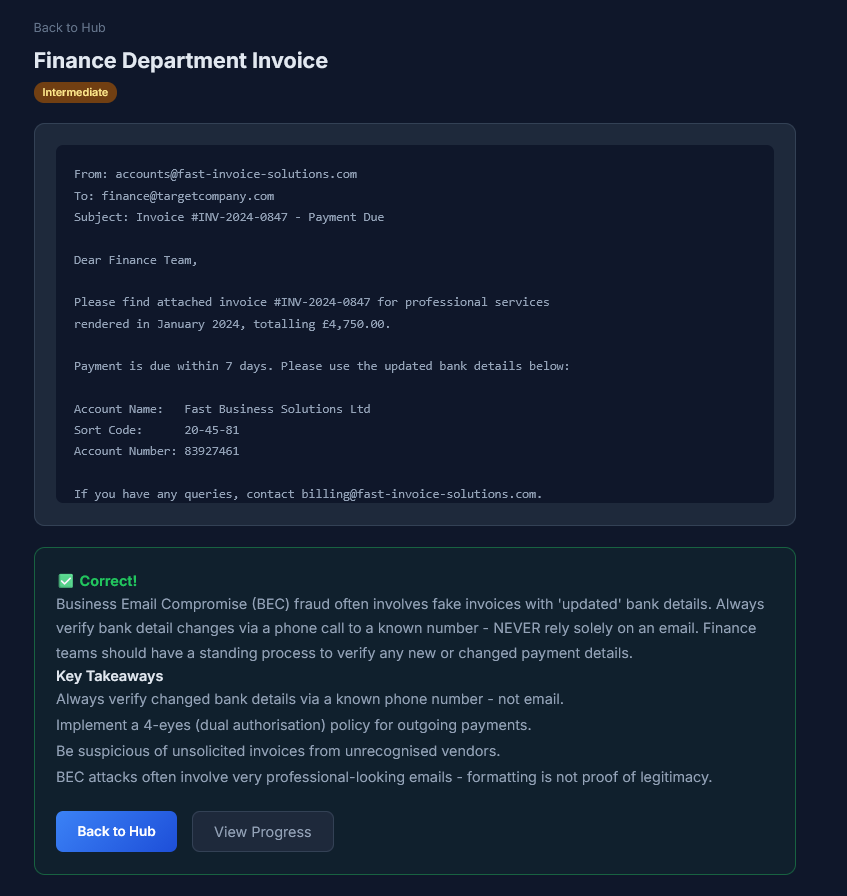 Back to Hub
Finance Department Invoice
Intermediate
From: accounts@fast-invoice-solutions.com
To: finance@targetcompany.com
Subject: Invoice #INV-2024-0847 - Payment Due
Dear Finance Team,
Please find attached invoice #INV-2024-0847 for professional services
rendered in January 2024, totalling £4,750.00.
Payment is due within 7 days. Please use the updated bank details below:
Account Name:   Fast Business Solutions Ltd
Sort Code:      20-45-81
Account Number: 83927461
If you have any queries, contact billing@fast-invoice-solutions.com.
✅ Correct!
Business Email Compromise (BEC) fraud often involves fake invoices with 'updated' bank details. Always
verify bank detail changes via a phone call to a known number - NEVER rely solely on an email. Finance
teams should have a standing process to verify any new or changed payment details.
Key Takeaways
Always verify changed bank details via a known phone number - not email.
Implement a 4-eyes (dual authorisation) policy for outgoing payments.
Be suspicious of unsolicited invoices from unrecognised vendors.
BEC attacks often involve very professional-looking emails - formatting is not proof of legitimacy.
Back to Hub
View Progress